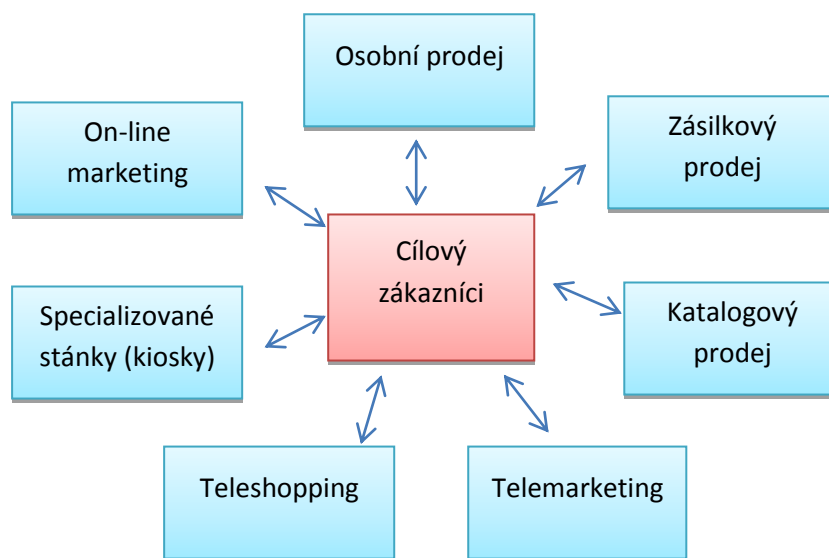 Osobní prodej
On-line
marketing
Zásilkový
prodej
Cílový
zákazníci
Specializované
stánky (kiosky)
Katalogový
prodej
Teleshopping
Telemarketing